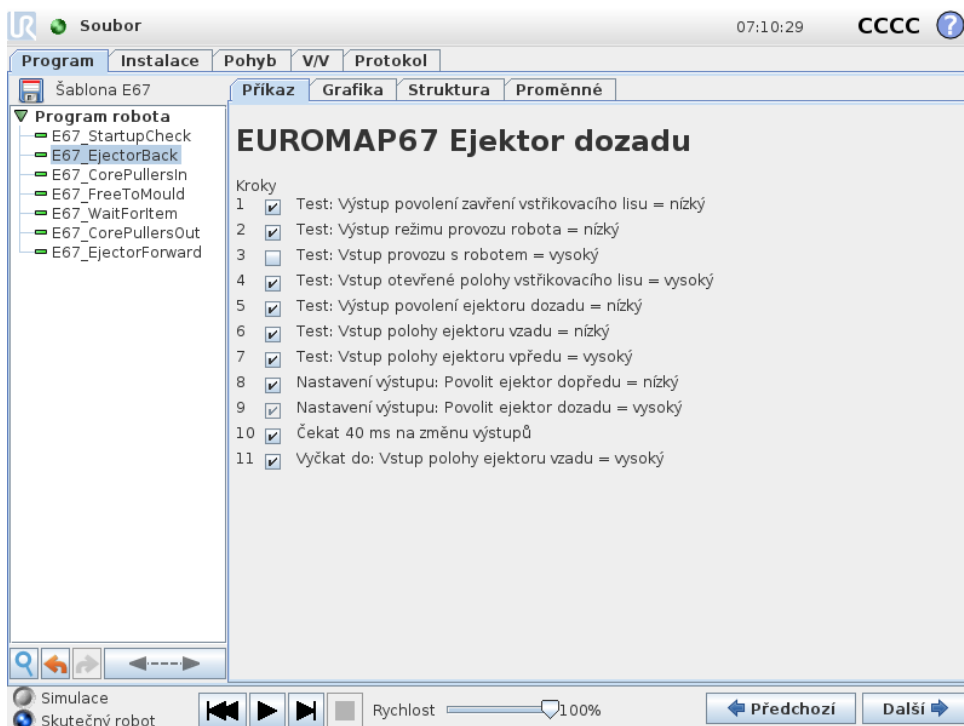 UR Soubor 07:10:29 CCCC ?
Program Instalace Pohyb V/V Protokol
Šablona E67
Příkaz Grafika Struktura Proměnné
Program robota
E67_StartupCheck
E67_EjectorBack
E67_CorePullersIn
E67_FreeToMould
E67_WaitForItem
E67_CorePullersOut
E67_EjectorForward
EUROMAP67 Ejektor dozadu
Kroky
1 Test: Výstup povolení zavření vstřikovacího lisu = nízký
2 Test: Výstup režimu provozu robota = nízký
3 Test: Vstup provozu s robotem = vysoký
4 Test: Vstup otevřené polohy vstřikovacího lisu = vysoký
5 Test: Výstup povolení ejektoru dozadu = nízký
6 Test: Vstup polohy ejektoru vzadu = nízký
7 Test: Vstup polohy ejektoru vpředu = vysoký
8 Nastavení výstupu: Povolit ejektor dopředu = nízký
9 Nastavení výstupu: Povolit ejektor dozadu = vysoký
10 Čekat 40 ms na změnu výstupů
11 Vyčkat do: Vstup polohy ejektoru vzadu = vysoký
Simulace
Skutečný robot
Rychlost 100%
Předchozí Další